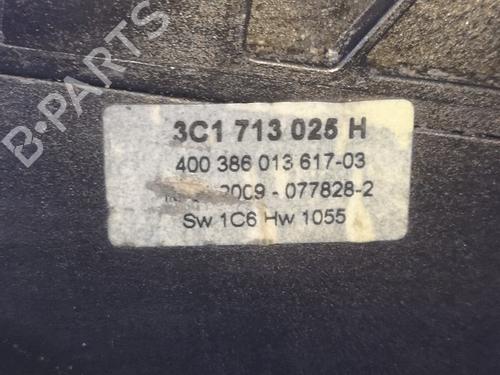 B-PARTS
3C1 713 025 H
400 386 013 617-03
2009 - 077828-2
Sw 1C6 Hw 1055